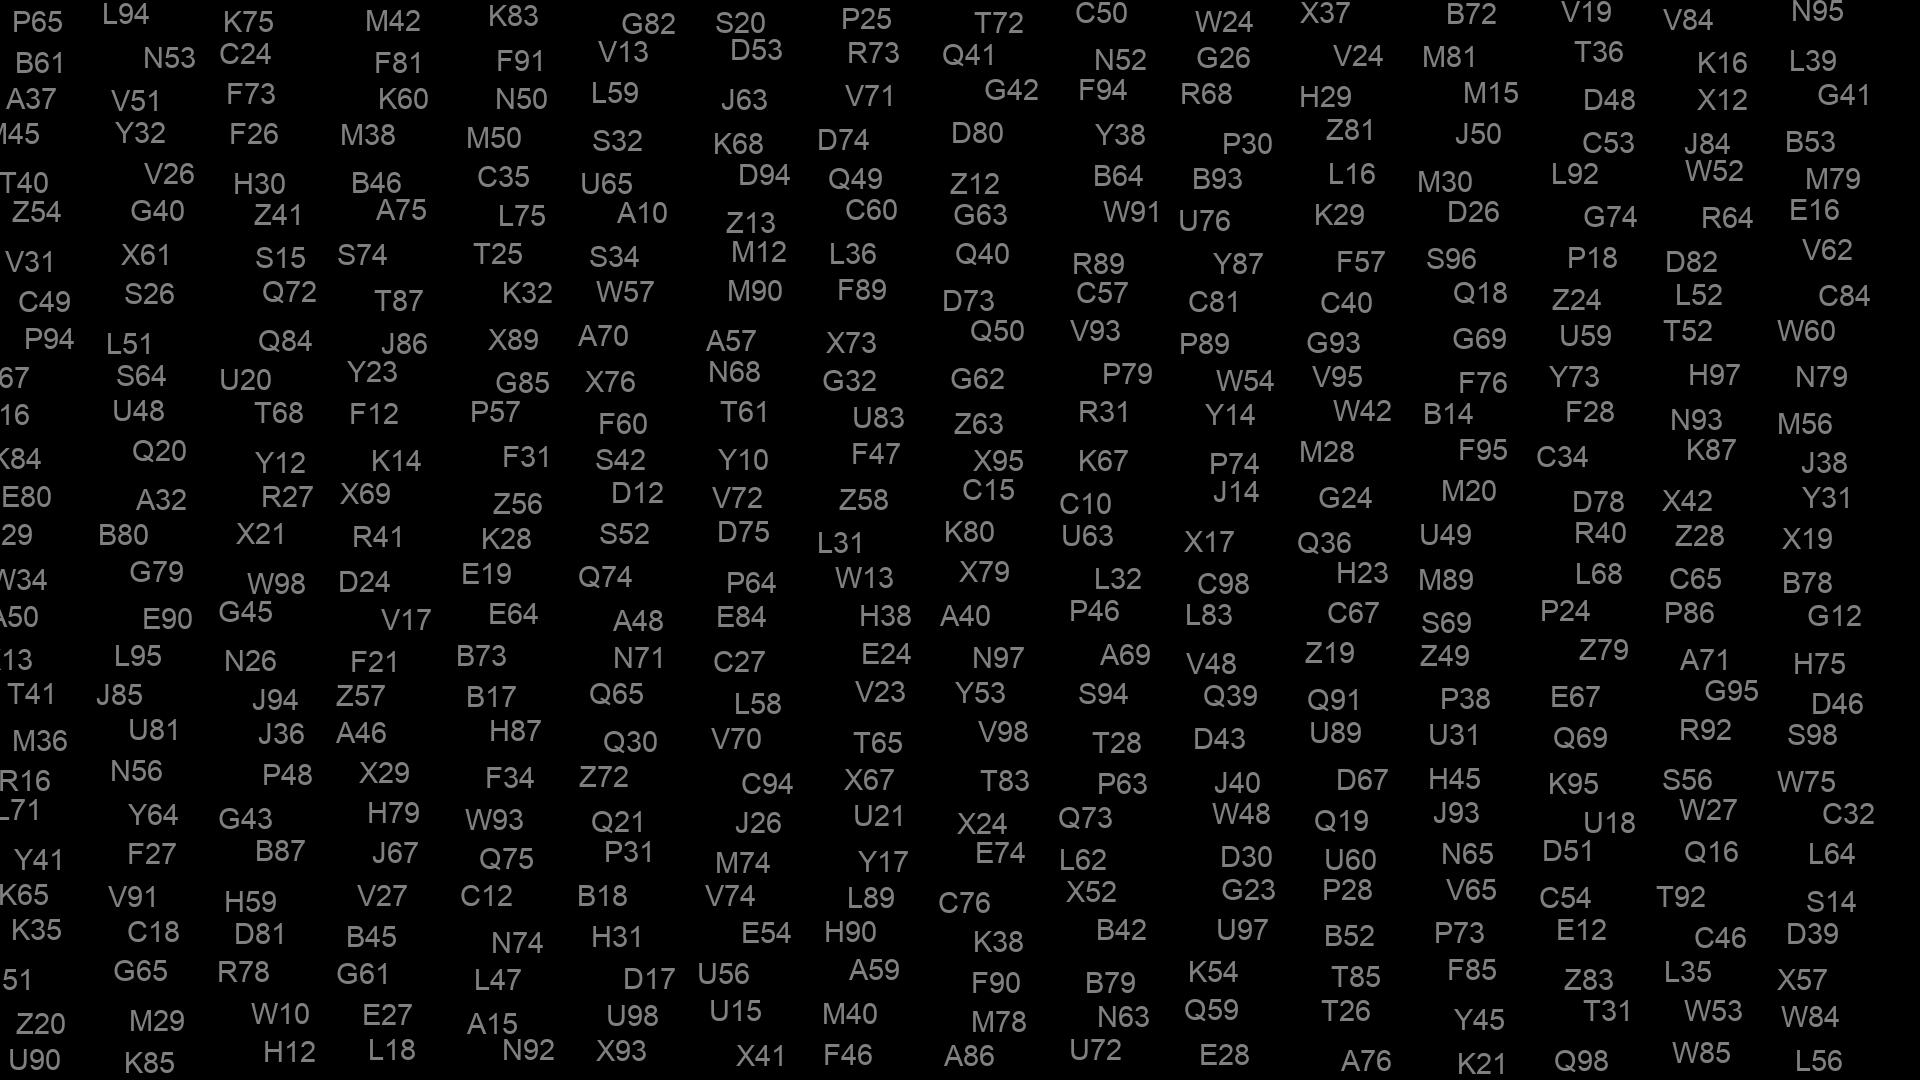 P65 L94 K75 M42 K83 G82 S20 P25 T72 C50 W24 X37 B72 V19 V84 N95
B61 N53 C24 F81 F91 V13 D53 R73 Q41 N52 G26 V24 M81 T36 K16 L39
A37 V51 F73 K60 N50 L59 J63 V71 G42 F94 R68 H29 M15 D48 X12 G41
M45 Y32 F26 M38 M50 S32 K68 D74 D80 Y38 P30 Z81 J50 C53 J84 B53
T40 V26 H30 B46 C35 U65 D94 Q49 Z12 B64 B93 L16 M30 L92 W52 M79
Z54 G40 Z41 A75 L75 A10 Z13 C60 G63 W91 U76 K29 D26 G74 R64 E16
V31 X61 S15 S74 T25 S34 M12 L36 Q40 R89 Y87 F57 S96 P18 D82 V62
C49 S26 Q72 T87 K32 W57 M90 F89 D73 C57 C81 C40 Q18 Z24 L52 C84
P94 L51 Q84 J86 X89 A70 A57 X73 Q50 V93 P89 G93 G69 U59 T52 W60
67 S64 U20 Y23 G85 X76 N68 G32 G62 P79 W54 V95 F76 Y73 H97 N79
16 U48 T68 F12 P57 F60 T61 U83 Z63 R31 Y14 W42 B14 F28 N93 M56
K84 Q20 Y12 K14 F31 S42 Y10 F47 X95 K67 P74 M28 F95 C34 K87 J38
E80 A32 R27 X69 Z56 D12 V72 Z58 C15 C10 J14 G24 M20 D78 X42 Y31
29 B80 X21 R41 K28 S52 D75 L31 K80 U63 X17 Q36 U49 R40 Z28 X19
W34 G79 W98 D24 E19 Q74 P64 W13 X79 L32 C98 H23 M89 L68 C65 B78
A50 E90 G45 V17 E64 A48 E84 H38 A40 P46 L83 C67 S69 P24 P86 G12
13 L95 N26 F21 B73 N71 C27 E24 N97 A69 V48 Z19 Z49 Z79 A71 H75
T41 J85 J94 Z57 B17 Q65 L58 V23 Y53 S94 Q39 Q91 P38 E67 G95 D46
M36 U81 J36 A46 H87 Q30 V70 T65 V98 T28 D43 U89 U31 Q69 R92 S98
R16 N56 P48 X29 F34 Z72 C94 X67 T83 P63 J40 D67 H45 K95 S56 W75
L71 Y64 G43 H79 W93 Q21 J26 U21 X24 Q73 W48 Q19 J93 U18 W27 C32
Y41 F27 B87 J67 Q75 P31 M74 Y17 E74 L62 D30 U60 N65 D51 Q16 L64
K65 V91 H59 V27 C12 B18 V74 L89 C76 X52 G23 P28 V65 C54 T92 S14
K35 C18 D81 B45 N74 H31 E54 H90 K38 B42 U97 B52 P73 E12 C46 D39
51 G65 R78 G61 L47 D17 U56 A59 F90 B79 K54 T85 F85 Z83 L35 X57
Z20 M29 W10 E27 A15 U98 U15 M40 M78 N63 Q59 T26 Y45 T31 W53 W84
U90 K85 H12 L18 N92 X93 X41 F46 A86 U72 E28 A76 K21 Q98 W85 L56